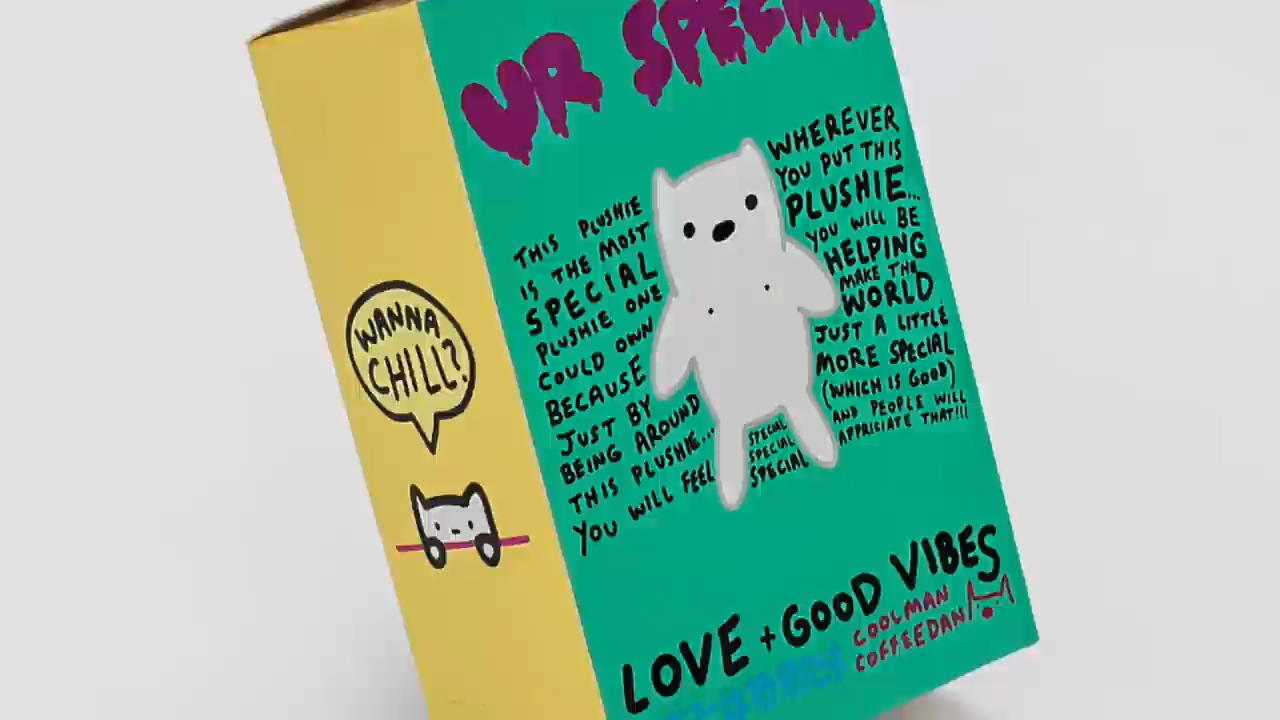 UR SPECIAL
THIS PLUSHIE
IS THE MOST
SPECIAL
PLUSHIE ONE
COULD OWN
BECAUSE
JUST BY
BEING AROUND
THIS PLUSHIE...
YOU WILL FEEL
SPECIAL
SPECIAL
SPECIAL
WHEREVER
YOU PUT THIS
PLUSHIE...
YOU WILL BE
HELPING
MAKE THA
WORLD
JUST A LITTLE
MORE SPECIAL
(WHICH IS GOOD)
AND PEOPLE WILL
APPRICIATE THAT!!!
WANNA
CHILL?
LOVE + GOOD VIBES
COOLMAN
COFFEEDAN